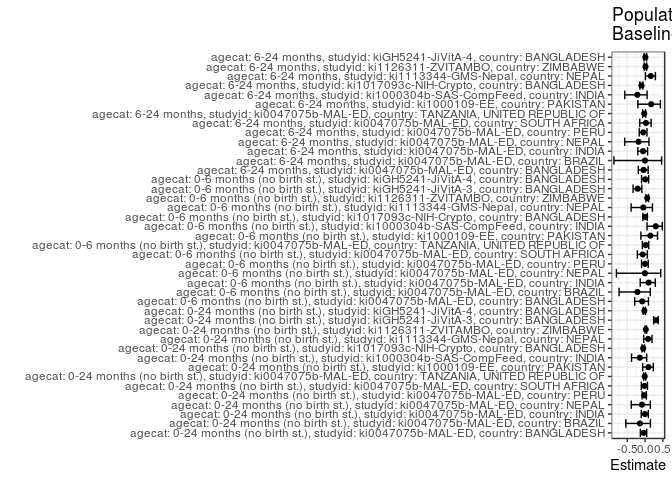 Populat
Baselin
agecat: 6-24 months, studyid: kiGH5241-JiVitA-4, country: BANGLADESH
agecat: 6-24 months, studyid: ki1126311-ZVITAMBO, country: ZIMBABWE
agecat: 6-24 months, studyid: ki1113344-GMS-Nepal, country: NEPAL
agecat: 6-24 months, studyid: ki1017093c-NIH-Crypto, country: BANGLADESH
agecat: 6-24 months, studyid: ki1000304b-SAS-CompFeed, country: INDIA
agecat: 6-24 months, studyid: ki1000109-EE, country: PAKISTAN
agecat: 6-24 months, studyid: ki0047075b-MAL-ED, country: TANZANIA, UNITED REPUBLIC OF
agecat: 6-24 months, studyid: ki0047075b-MAL-ED, country: SOUTH AFRICA
agecat: 6-24 months, studyid: ki0047075b-MAL-ED, country: PERU
agecat: 6-24 months, studyid: ki0047075b-MAL-ED, country: NEPAL
agecat: 6-24 months, studyid: ki0047075b-MAL-ED, country: INDIA
agecat: 6-24 months, studyid: ki0047075b-MAL-ED, country: BRAZIL
agecat: 6-24 months, studyid: ki0047075b-MAL-ED, country: BANGLADESH
agecat: 0-6 months (no birth st.), studyid: kiGH5241-JiVitA-4, country: BANGLADESH
agecat: 0-6 months (no birth st.), studyid: kiGH5241-JiVitA-3, country: BANGLADESH
agecat: 0-6 months (no birth st.), studyid: ki1126311-ZVITAMBO, country: ZIMBABWE
agecat: 0-6 months (no birth st.), studyid: ki1113344-GMS-Nepal, country: NEPAL
agecat: 0-6 months (no birth st.), studyid: ki1017093c-NIH-Crypto, country: BANGLADESH
agecat: 0-6 months (no birth st.), studyid: ki1000304b-SAS-CompFeed, country: INDIA
agecat: 0-6 months (no birth st.), studyid: ki1000109-EE, country: PAKISTAN
agecat: 0-6 months (no birth st.), studyid: ki0047075b-MAL-ED, country: TANZANIA, UNITED REPUBLIC OF
agecat: 0-6 months (no birth st.), studyid: ki0047075b-MAL-ED, country: SOUTH AFRICA
agecat: 0-6 months (no birth st.), studyid: ki0047075b-MAL-ED, country: PERU
agecat: 0-6 months (no birth st.), studyid: ki0047075b-MAL-ED, country: NEPAL
agecat: 0-6 months (no birth st.), studyid: ki0047075b-MAL-ED, country: INDIA
agecat: 0-6 months (no birth st.), studyid: ki0047075b-MAL-ED, country: BRAZIL
agecat: 0-6 months (no birth st.), studyid: ki0047075b-MAL-ED, country: BANGLADESH
agecat: 0-24 months (no birth st.), studyid: kiGH5241-JiVitA-4, country: BANGLADESH
agecat: 0-24 months (no birth st.), studyid: kiGH5241-JiVitA-3, country: BANGLADESH
agecat: 0-24 months (no birth st.), studyid: ki1126311-ZVITAMBO, country: ZIMBABWE
agecat: 0-24 months (no birth st.), studyid: ki1113344-GMS-Nepal, country: NEPAL
agecat: 0-24 months (no birth st.), studyid: ki1017093c-NIH-Crypto, country: BANGLADESH
agecat: 0-24 months (no birth st.), studyid: ki1000304b-SAS-CompFeed, country: INDIA
agecat: 0-24 months (no birth st.), studyid: ki1000109-EE, country: PAKISTAN
agecat: 0-24 months (no birth st.), studyid: ki0047075b-MAL-ED, country: TANZANIA, UNITED REPUBLIC OF
agecat: 0-24 months (no birth st.), studyid: ki0047075b-MAL-ED, country: SOUTH AFRICA
agecat: 0-24 months (no birth st.), studyid: ki0047075b-MAL-ED, country: PERU
agecat: 0-24 months (no birth st.), studyid: ki0047075b-MAL-ED, country: NEPAL
agecat: 0-24 months (no birth st.), studyid: ki0047075b-MAL-ED, country: INDIA
agecat: 0-24 months (no birth st.), studyid: ki0047075b-MAL-ED, country: BRAZIL
agecat: 0-24 months (no birth st.), studyid: ki0047075b-MAL-ED, country: BANGLADESH
-0.50.00.5
Estimate